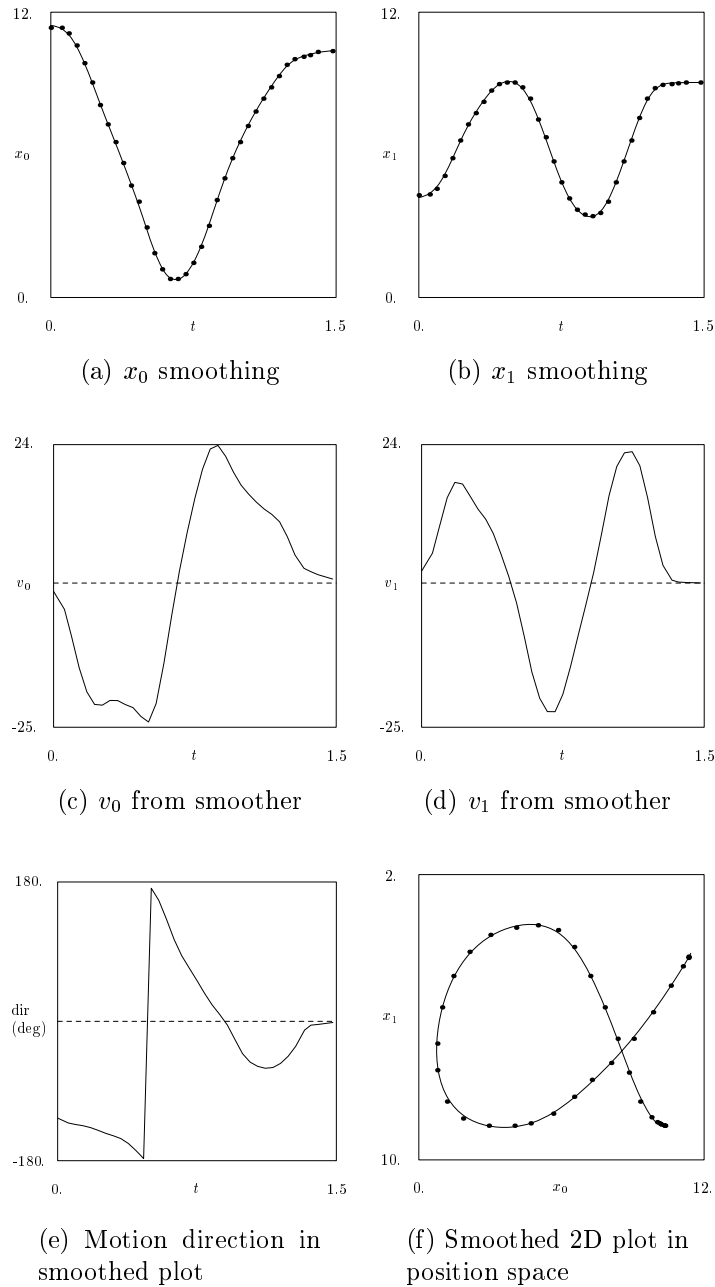 12.
x₀
0.
0. t 1.5
(a) x₀ smoothing
12.
x₁
0.
0. t 1.5
(b) x₁ smoothing
24.
v₀
-25.
0. t 1.5
(c) v₀ from smoother
24.
v₁
-25.
0. t 1.5
(d) v₁ from smoother
180.
dir
(deg)
-180.
0. t 1.5
(e) Motion direction in
smoothed plot
2.
x₁
10.
0. x₀ 12.
(f) Smoothed 2D plot in
position space